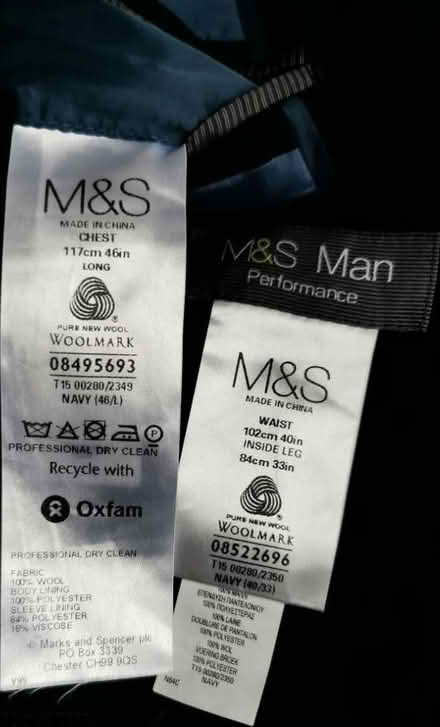 M&S
MADE IN CHINA
CHEST
117cm 46in
LONG
PURE NEW WOOL
WOOLMARK
08495693
T15 00280/2349
NAVY (46/L)
P
PROFESSIONAL DRY CLEAN
Recycle with
Oxfam
PROFESSIONAL DRY CLEAN
FABRIC
100% WOOL
BODY LINING
100% POLYESTER
SLEEVE LINING
84% POLYESTER
16% VISCOSE
© Marks and Spencer plc
PO Box 3339
Chester CH99 9QS
M&S Man
Performance
M&S
MADE IN CHINA
WAIST
102cm 40in
INSIDE LEG
84cm 33in
PURE NEW WOOL
WOOLMARK
08522696
T15 00280/2350
NAVY (40/33)
ΕΠΕΝΔΥΣΗ ΠΑΝΤΕΛΟΝΙΟΥ
100% ΠΟΛΥΕΣΤΕΡΑΣ
100% LAINE
DOUBLURE DE PANTALON
100% POLYESTER
100% WOL
VOERING BROEK
100% POLYESTER
NAVY